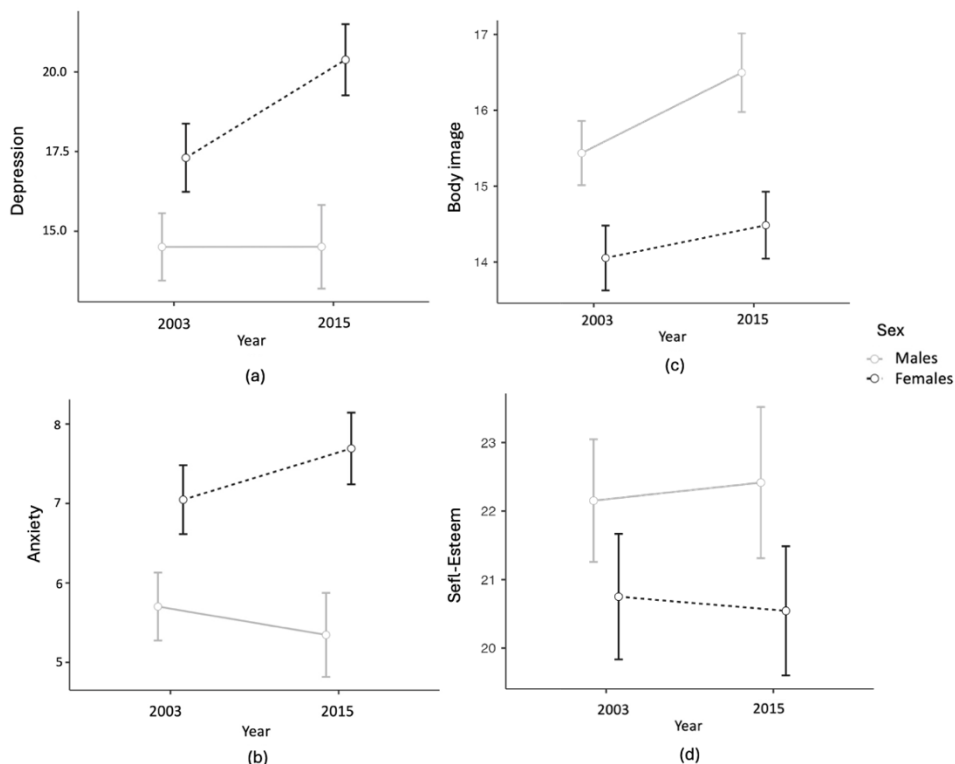 Depression
20.0
17.5
15.0
2003 2015
Year
(a)
Body image
17
16
15
14
2003 2015
Year
(c)
Sex
Males
Females
Anxiety
8
7
6
5
2003 2015
Year
(b)
Sefl-Esteem
23
22
21
20
2003 2015
Year
(d)